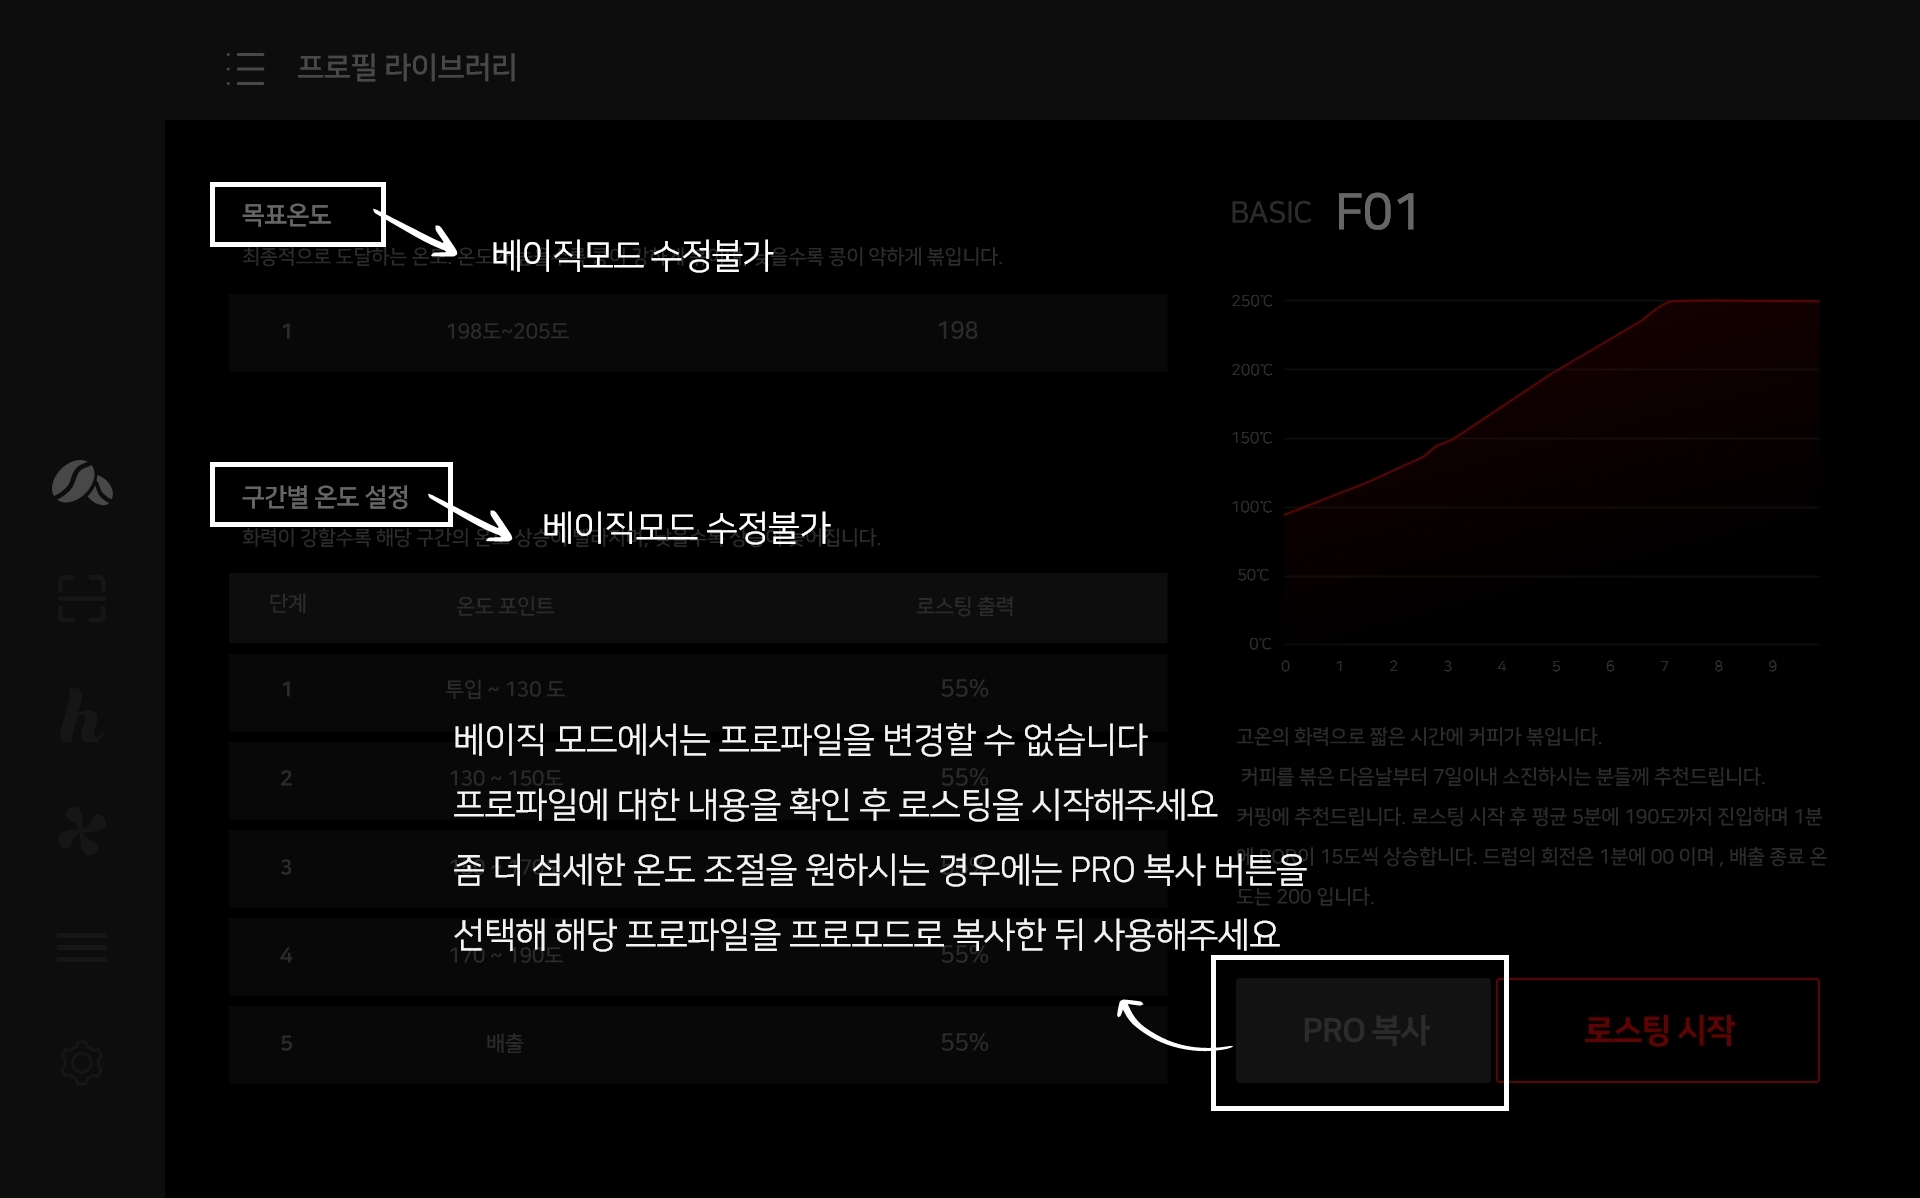 프로필 라이브러리
목표온도
베이직모드 수정불가
최종적으로 도달하는 온도. 온도 을수록 콩이 약하게 볶입니다.
1 198도~205도 198
구간별 온도 설정
베이직모드 수정불가
화력이 강할수록 해당 구간의 온도 상승이
단계 온도 포인트 로스팅 출력
1 투입 ~ 130 도 55%
2 130 ~ 150도 55%
3
4 170 ~ 190도 55%
5 배출 55%
베이직 모드에서는 프로파일을 변경할 수 없습니다
프로파일에 대한 내용을 확인 후 로스팅을 시작해주세요
좀 더 섬세한 온도 조절을 원하시는 경우에는 PRO 복사 버튼을
선택해 해당 프로파일을 프로모드로 복사한 뒤 사용해주세요
BASIC F01
250℃
200℃
150℃
100℃
50℃
0℃
0 1 2 3 4 5 6 7 8 9
고온의 화력으로 짧은 시간에 커피가 볶입니다.
커피를 볶은 다음날부터 7일이내 소진하시는 분들께 추천드립니다.
커핑에 추천드립니다. 로스팅 시작 후 평균 5분에 190도까지 진입하며 1분
에 ROR이 15도씩 상승합니다. 드럼의 회전은 1분에 00 이며 , 배출 종료 온
도는 200 입니다.
PRO 복사
로스팅 시작